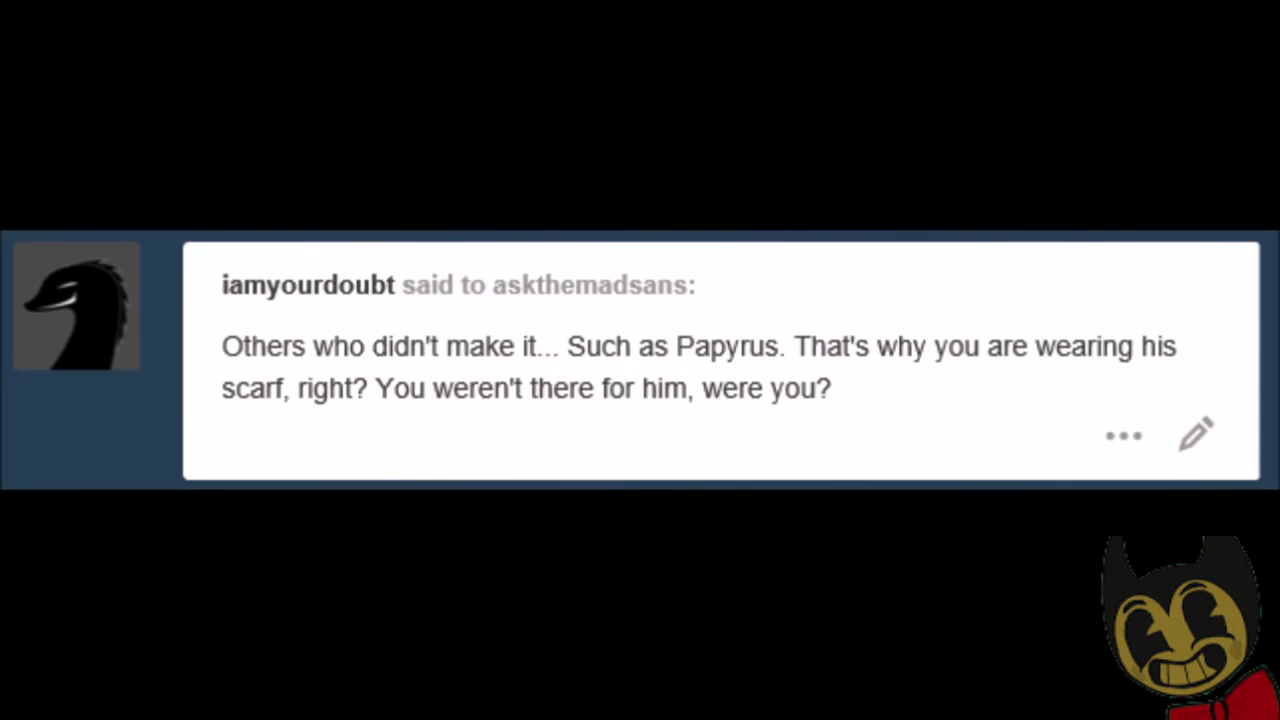 iamyourdoubt said to askthemadsans:
Others who didn't make it... Such as Papyrus. That's why you are wearing his
scarf, right? You weren't there for him, were you?